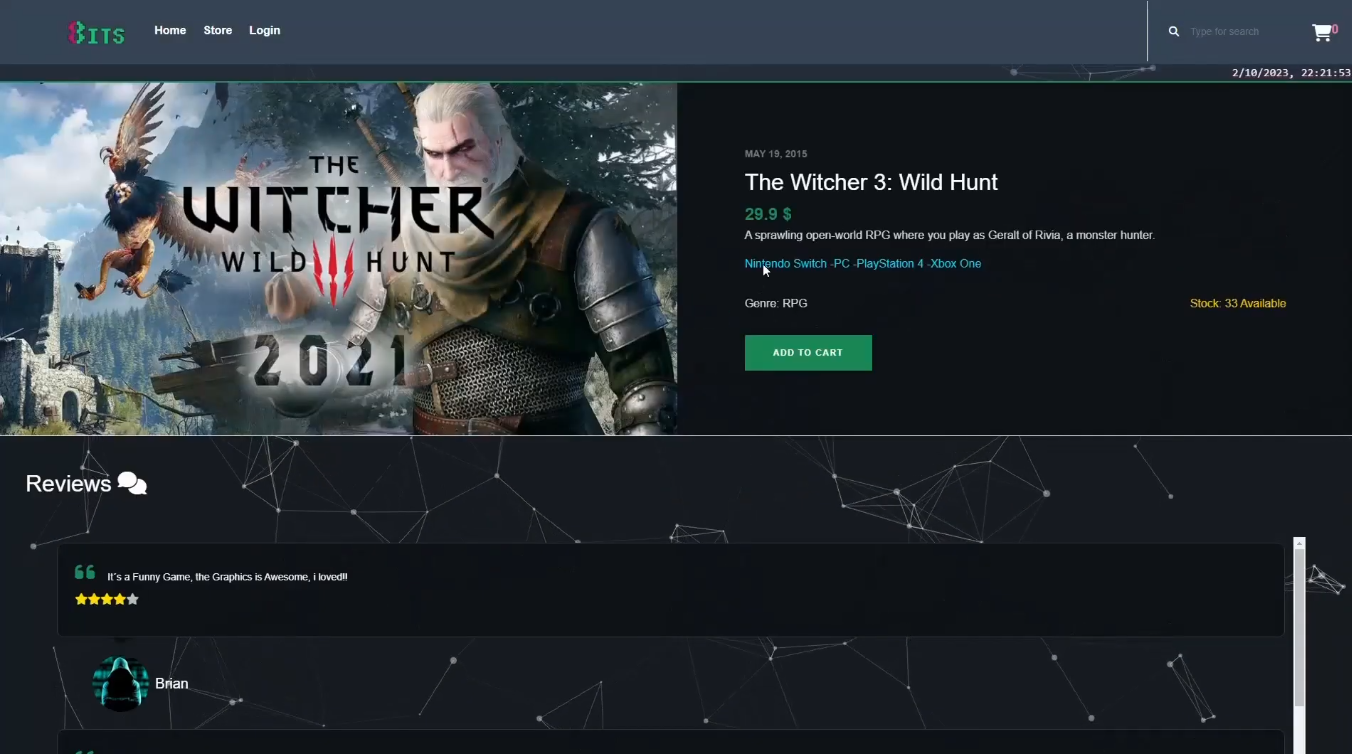 8ITS
Home Store Login
Type for search
0
2/10/2023, 22:21:53
THE
WITCHER
WILD HUNT
2021
MAY 19, 2015
The Witcher 3: Wild Hunt
29.9 $
A sprawling open-world RPG where you play as Geralt of Rivia, a monster hunter.
Nintendo Switch -PC -PlayStation 4 -Xbox One
Genre: RPG
Stock: 33 Available
ADD TO CART
Reviews
It's a Funny Game, the Graphics is Awesome, i loved!!
Brian